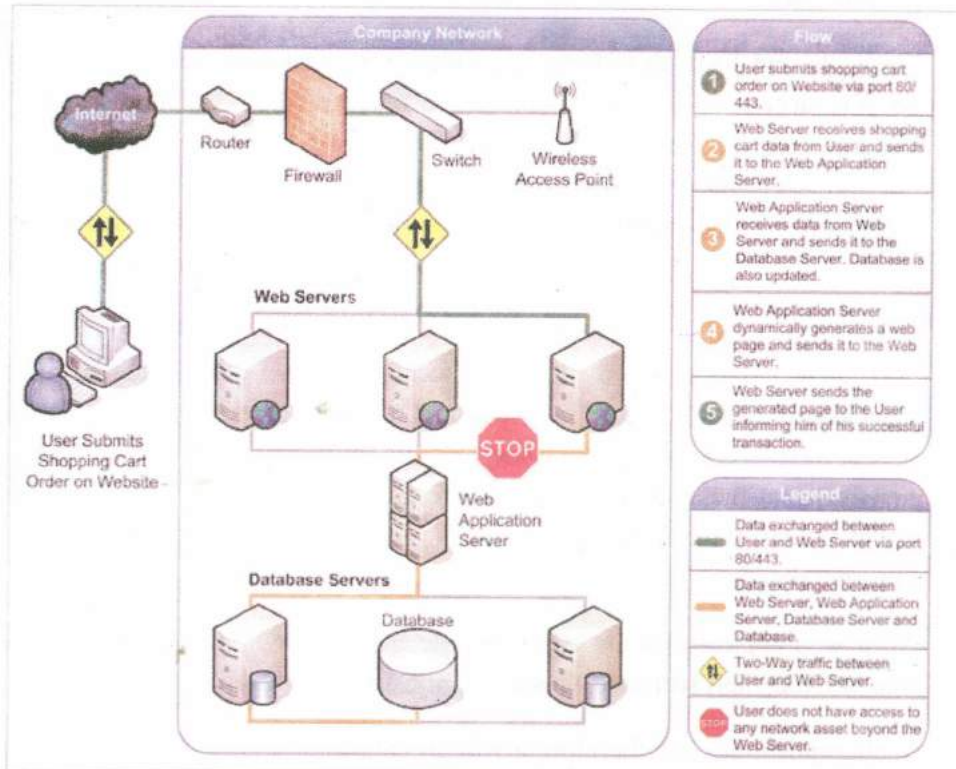 Company Network
Internet
Router
Firewall
Switch
Wireless
Access Point
Web Servers
User Submits
Shopping Cart
Order on Website
STOP
Web
Application
Server
Database Servers
Database
Flow
1 User submits shopping cart
order on Website via port 80/
443.
2 Web Server receives shopping
cart data from User and sends
it to the Web Application
Server.
3 Web Application Server
receives data from Web
Server and sends it to the
Database Server. Database is
also updated.
4 Web Application Server
dynamically generates a web
page and sends it to the Web
Server.
5 Web Server sends the
generated page to the User
informing him of his successful
transaction.
Legend
Data exchanged between
User and Web Server via port
80/443.
Data exchanged between
Web Server, Web Application
Server, Database Server and
Database.
Two-Way traffic between
User and Web Server.
STOP User does not have access to
any network asset beyond the
Web Server.